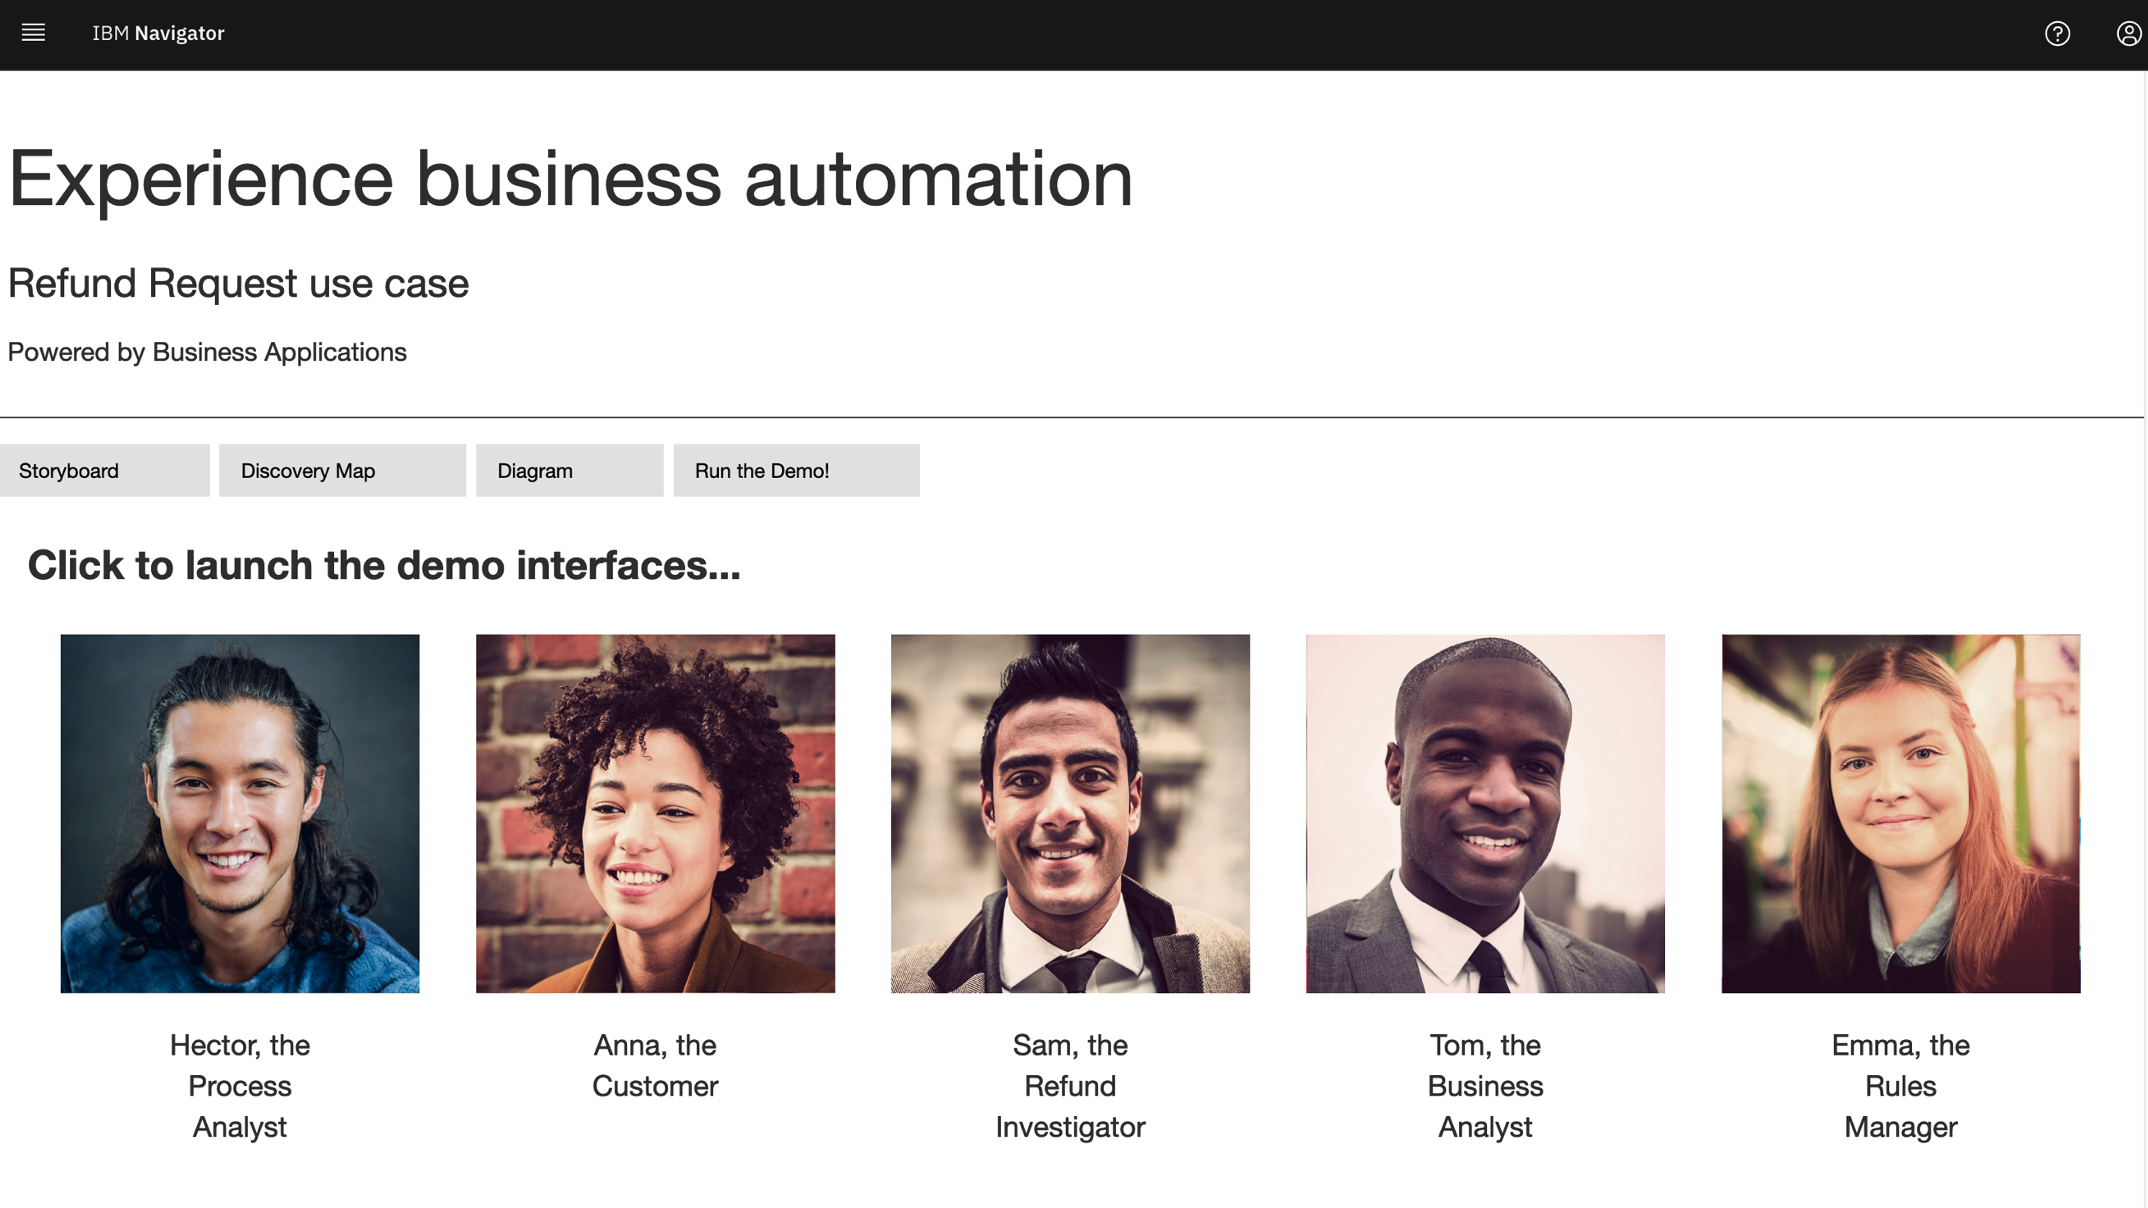 IBM Navigator
Experience business automation
Refund Request use case
Powered by Business Applications
Storyboard
Discovery Map
Diagram
Run the Demo!
Click to launch the demo interfaces...
Hector, the
Process
Analyst
Anna, the
Customer
Sam, the
Refund
Investigator
Tom, the
Business
Analyst
Emma, the
Rules
Manager